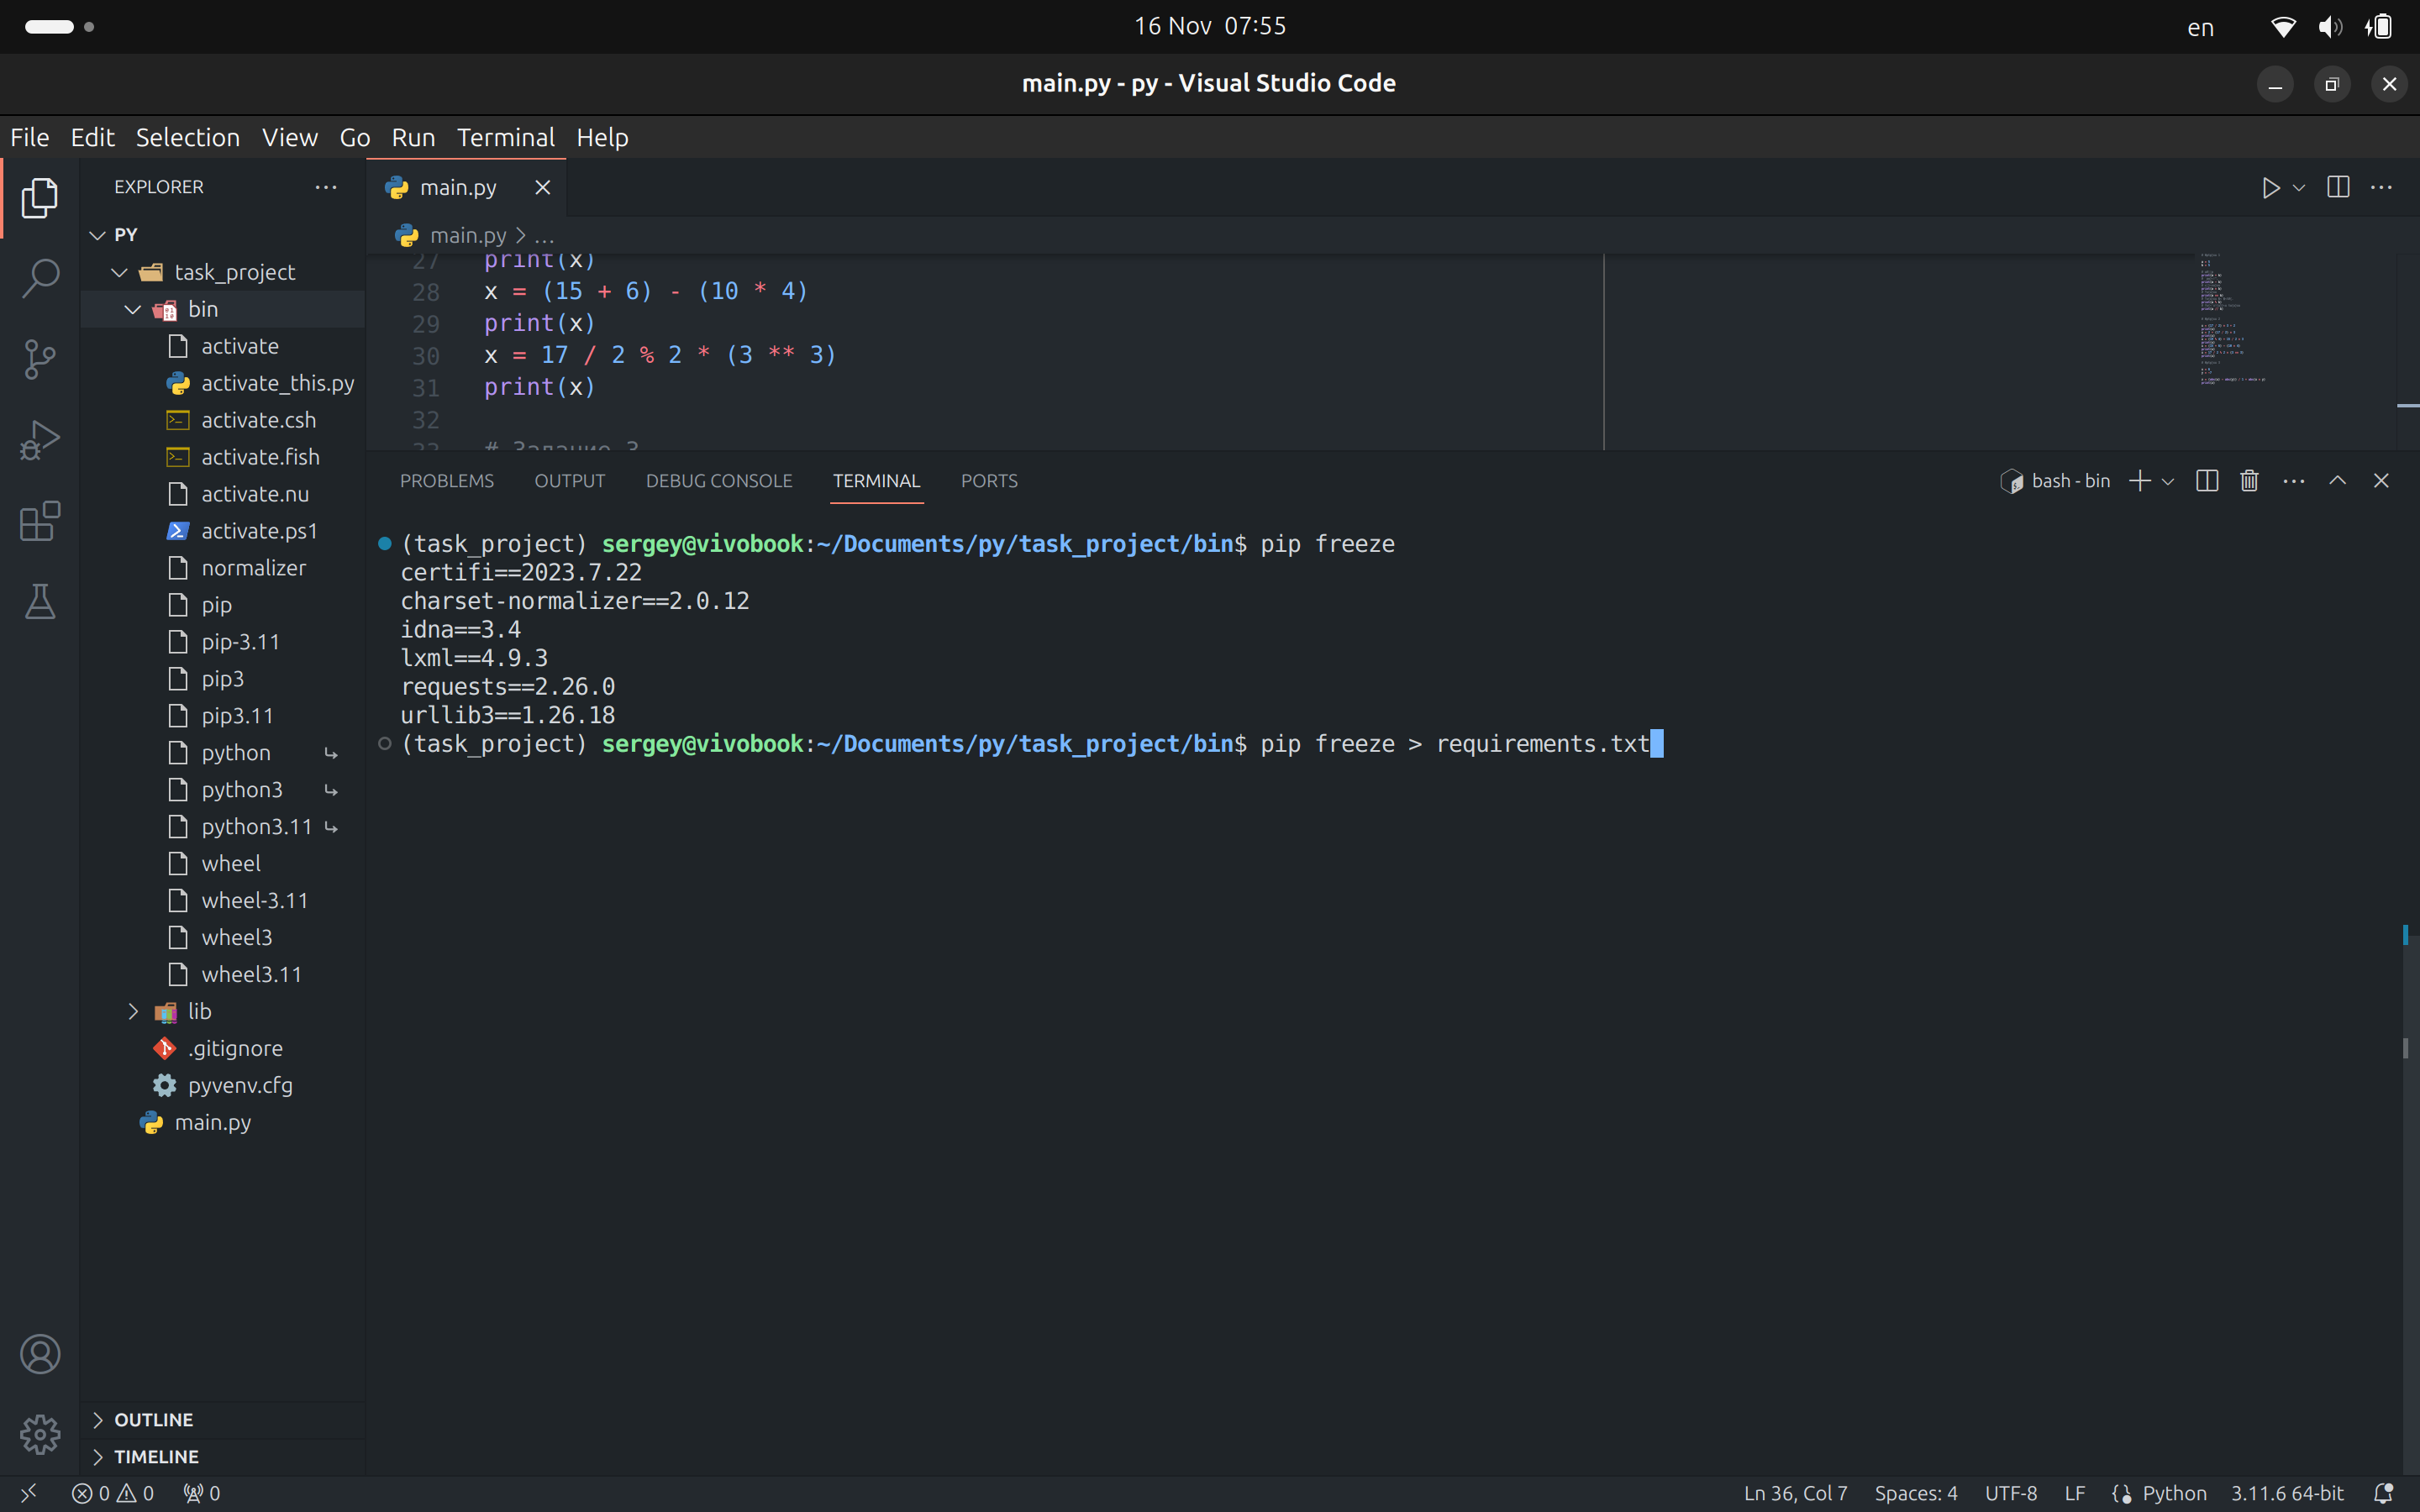 16 Nov 07:55
en
main.py - py - Visual Studio Code
File Edit Selection View Go Run Terminal Help
EXPLORER
PY
task_project
bin
activate
activate_this.py
activate.csh
activate.fish
activate.nu
activate.ps1
normalizer
pip
pip-3.11
pip3
pip3.11
python
python3
python3.11
wheel
wheel-3.11
wheel3
wheel3.11
lib
.gitignore
pyvenv.cfg
main.py
OUTLINE
TIMELINE
main.py
main.py > ...
27 print(x)
28 x = (15 + 6) - (10 * 4)
29 print(x)
30 x = 17 / 2 % 2 * (3 ** 3)
31 print(x)
32
33 # Задание 3
PROBLEMS OUTPUT DEBUG CONSOLE TERMINAL PORTS
bash - bin
(task_project) sergey@vivobook:~/Documents/py/task_project/bin$ pip freeze
certifi==2023.7.22
charset-normalizer==2.0.12
idna==3.4
lxml==4.9.3
requests==2.26.0
urllib3==1.26.18
(task_project) sergey@vivobook:~/Documents/py/task_project/bin$ pip freeze > requirements.txt
0 0 0
Ln 36, Col 7 Spaces: 4 UTF-8 LF Python 3.11.6 64-bit